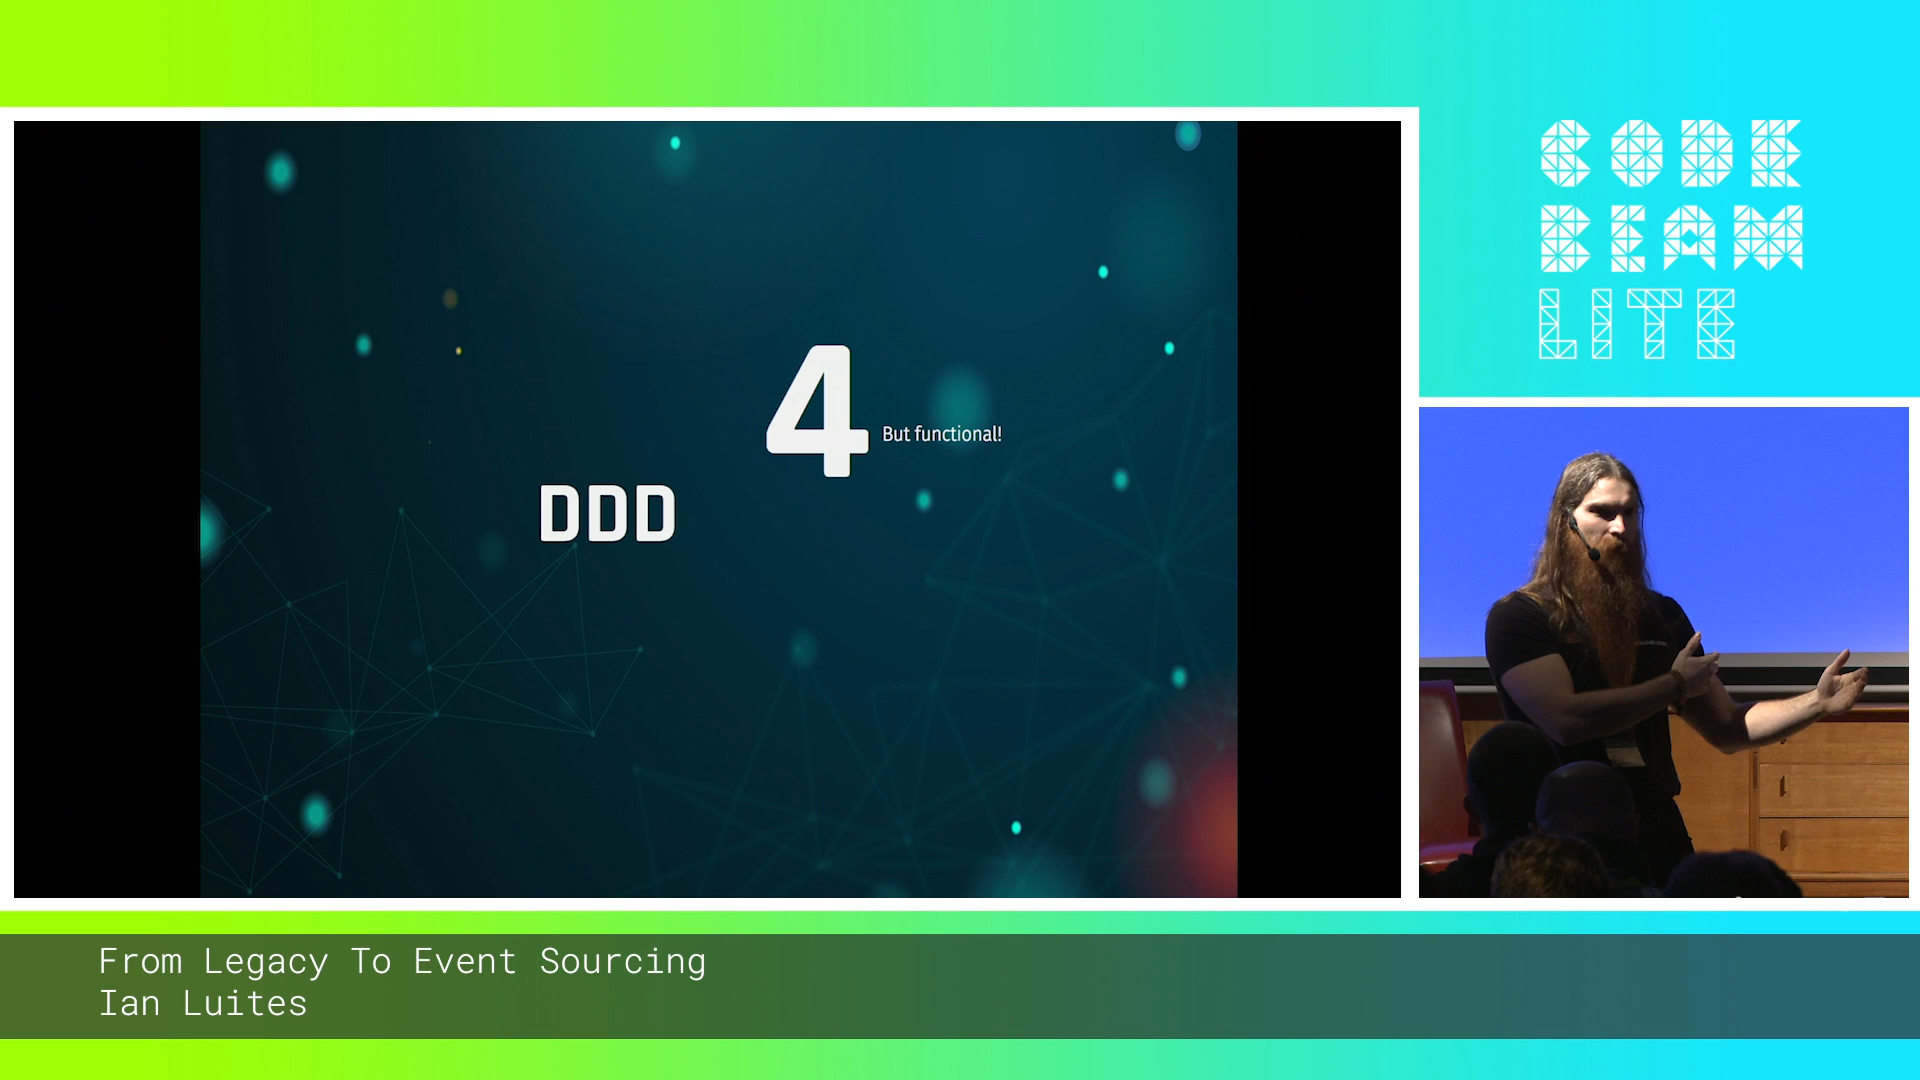 4
But functional!
DDD
CODE
BEAM
LITE
From Legacy To Event Sourcing
Ian Luites